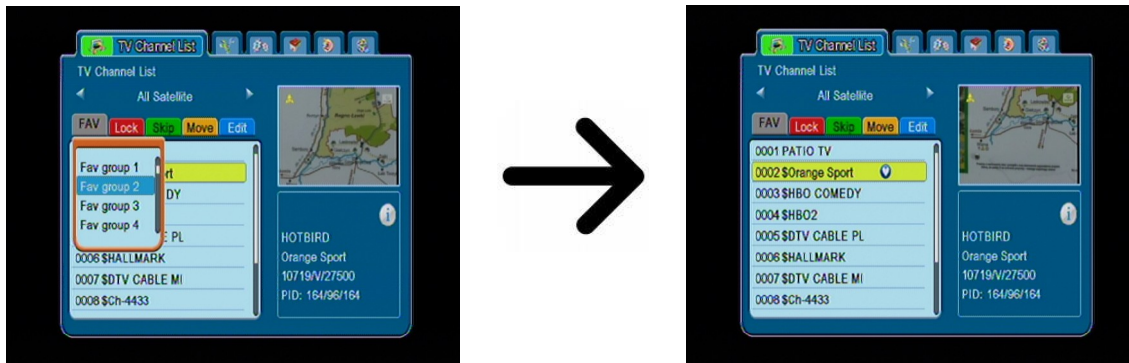 TV Channel List
TV Channel List
All Satellite
FAV Lock Skip Move Edit
Fav group 1
Fav group 2
Fav group 3
Fav group 4
rt
DY
E PL
0006 $HALLMARK
0007 $DTV CABLE MI
0008 $Ch-4433
HOTBIRD
Orange Sport
10719/V/27500
PID: 164/96/164
TV Channel List
TV Channel List
All Satellite
FAV Lock Skip Move Edit
0001 PATIO TV
0002 $Orange Sport
0003 $HBO COMEDY
0004 $HBO2
0005 $DTV CABLE PL
0006 $HALLMARK
0007 $DTV CABLE MI
0008 $Ch-4433
HOTBIRD
Orange Sport
10719/V/27500
PID: 164/96/164